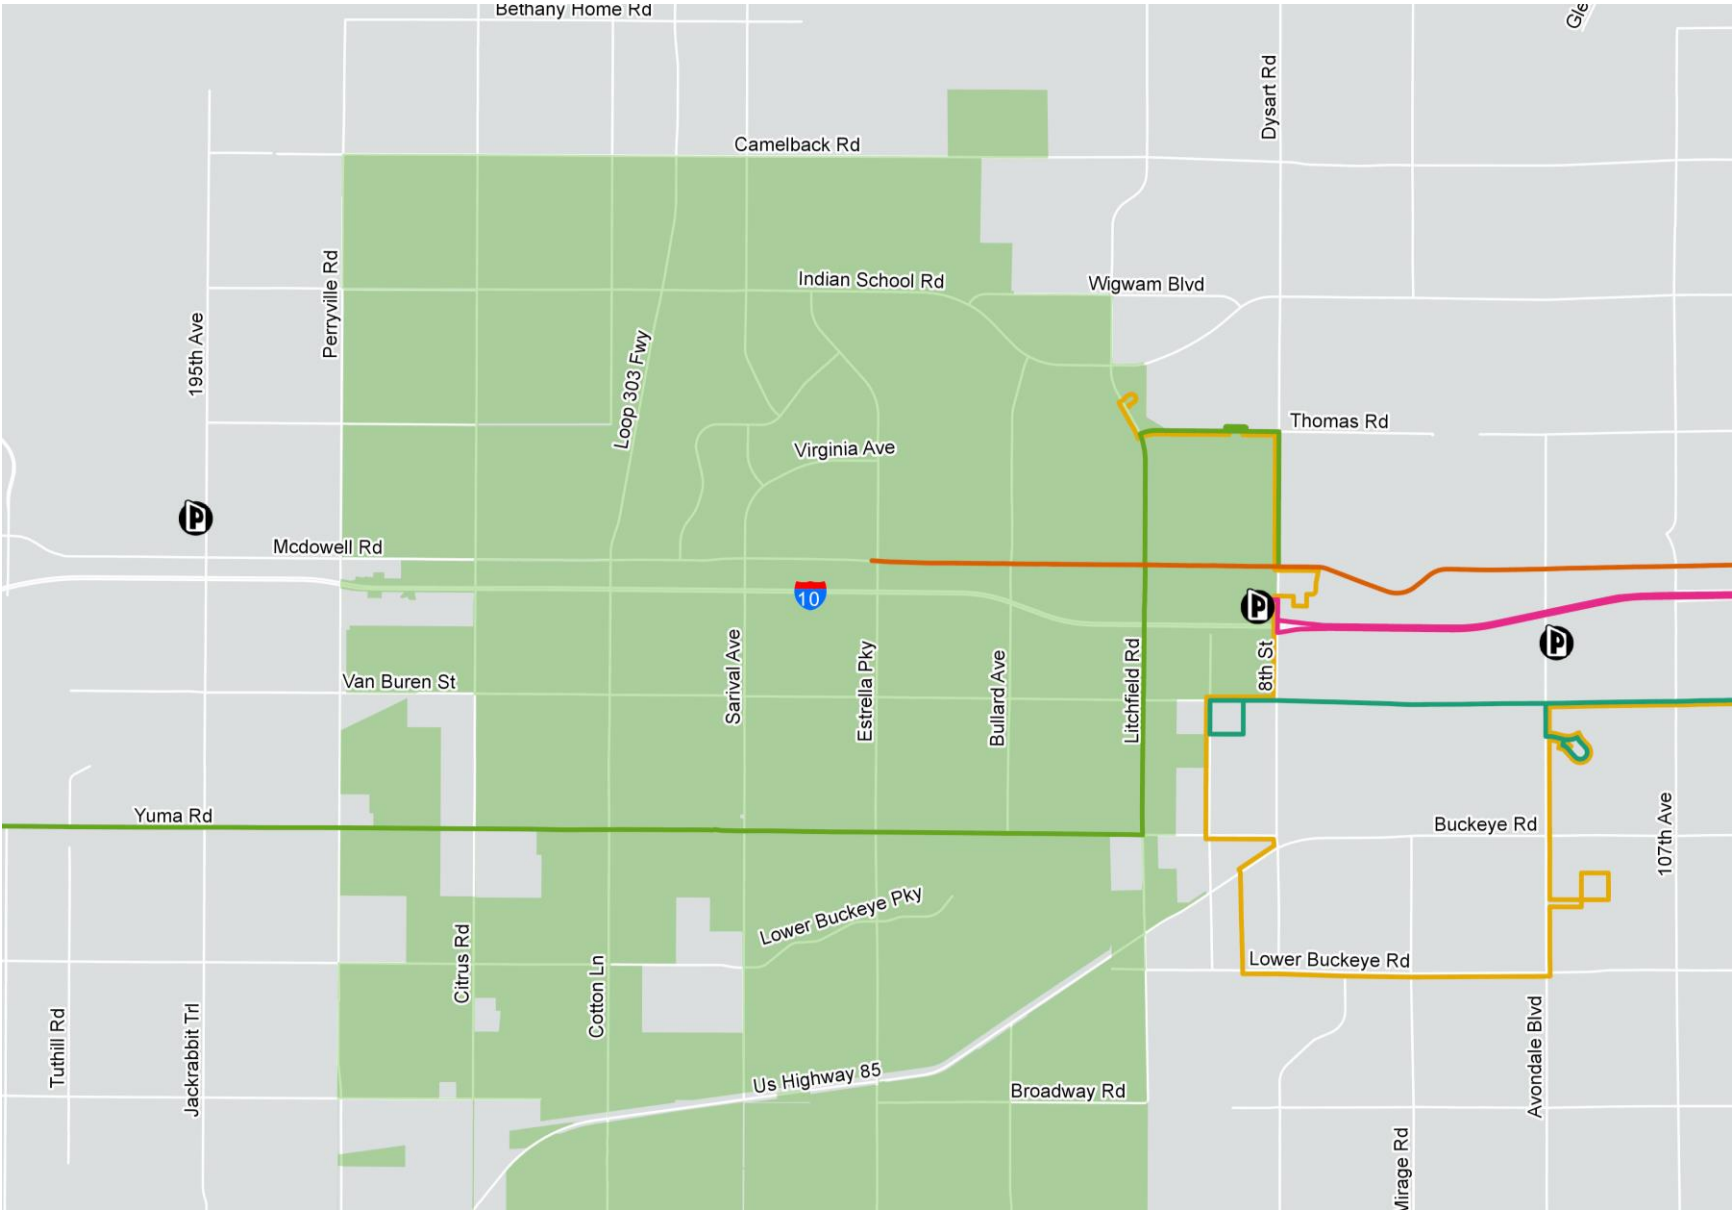 Bethany Home Rd
Gle
Dysart Rd
Camelback Rd
Indian School Rd
Wigwam Blvd
Perryville Rd
195th Ave
Loop 303 Fwy
Thomas Rd
Virginia Ave
P
Mcdowell Rd
10
P
P
Sarival Ave
Estrella Pky
Bullard Ave
Litchfield Rd
8th St
Van Buren St
Yuma Rd
Buckeye Rd
107th Ave
Lower Buckeye Pky
Citrus Rd
Cotton Ln
Lower Buckeye Rd
Tuthill Rd
Jackrabbit Trl
Us Highway 85
Broadway Rd
Avondale Blvd
Mirage Rd